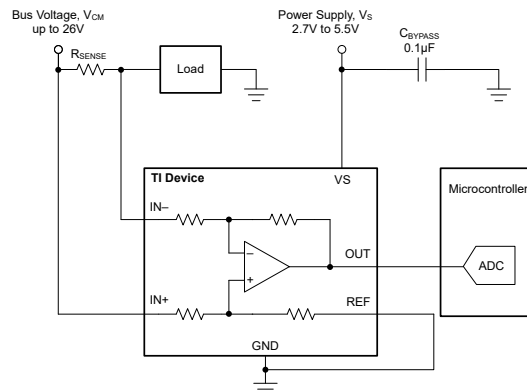 Bus Voltage, VCM
up to 26V
Power Supply, VS
2.7V to 5.5V
CBYPASS
0.1µF
RSENSE
Load
TI Device
VS
Microcontroller
IN–
OUT
ADC
–
+
IN+
REF
GND